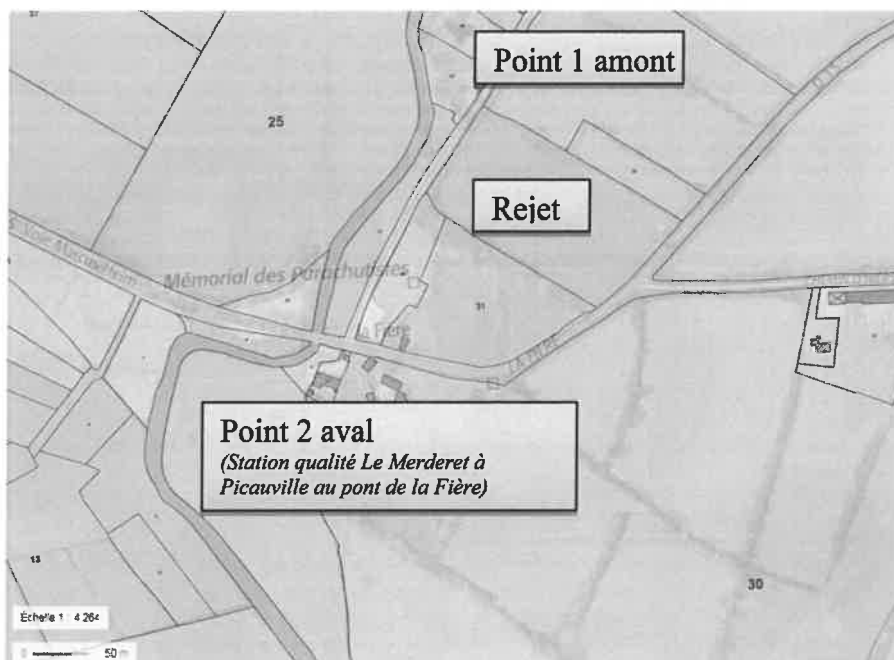 Point 1 amont
25
Rejet
Mémorial des Parachutistes
31
la Fière
LA FIÈRE
Point 2 aval
(Station qualité Le Merderet à
Picauville au pont de la Fière)
13
30
Échelle 1 : 4 264
0 50 m